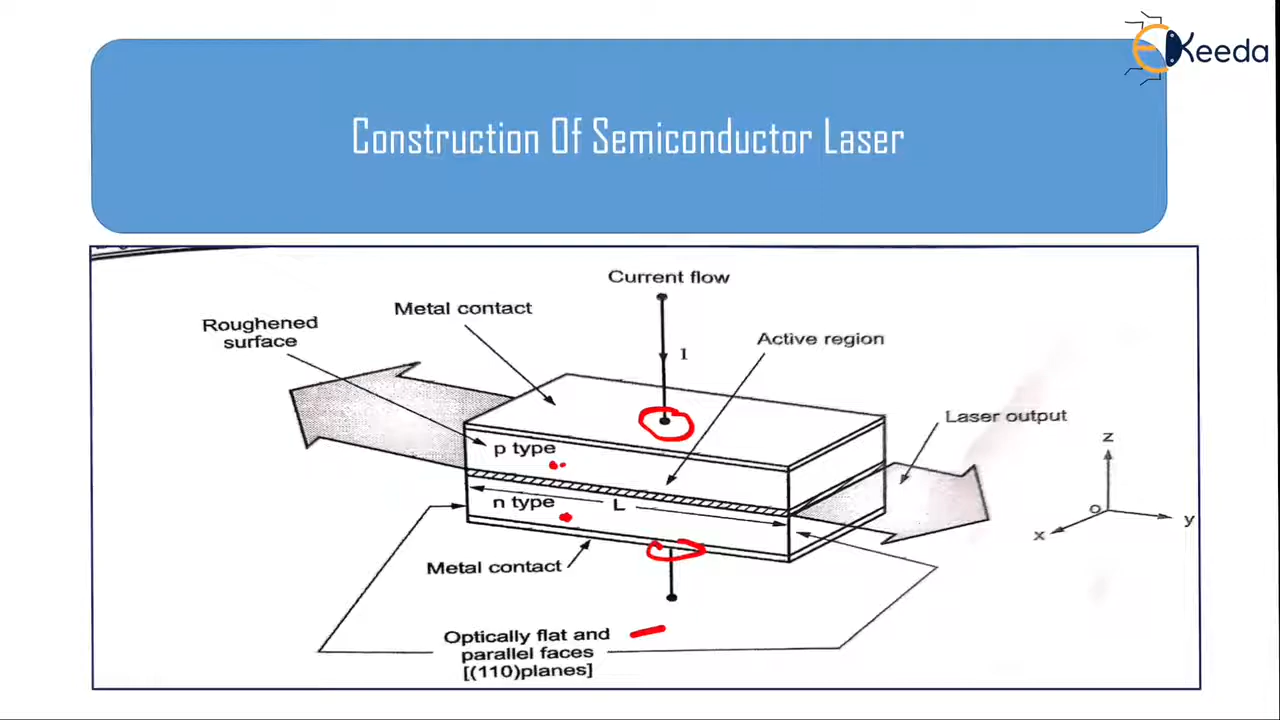 eKeeda
Construction Of Semiconductor Laser
Current flow
Metal contact
Roughened
surface
I
Active region
Laser output
p type
n type
L
z
o
y
x
Metal contact
Optically flat and
parallel faces
[(110)planes]